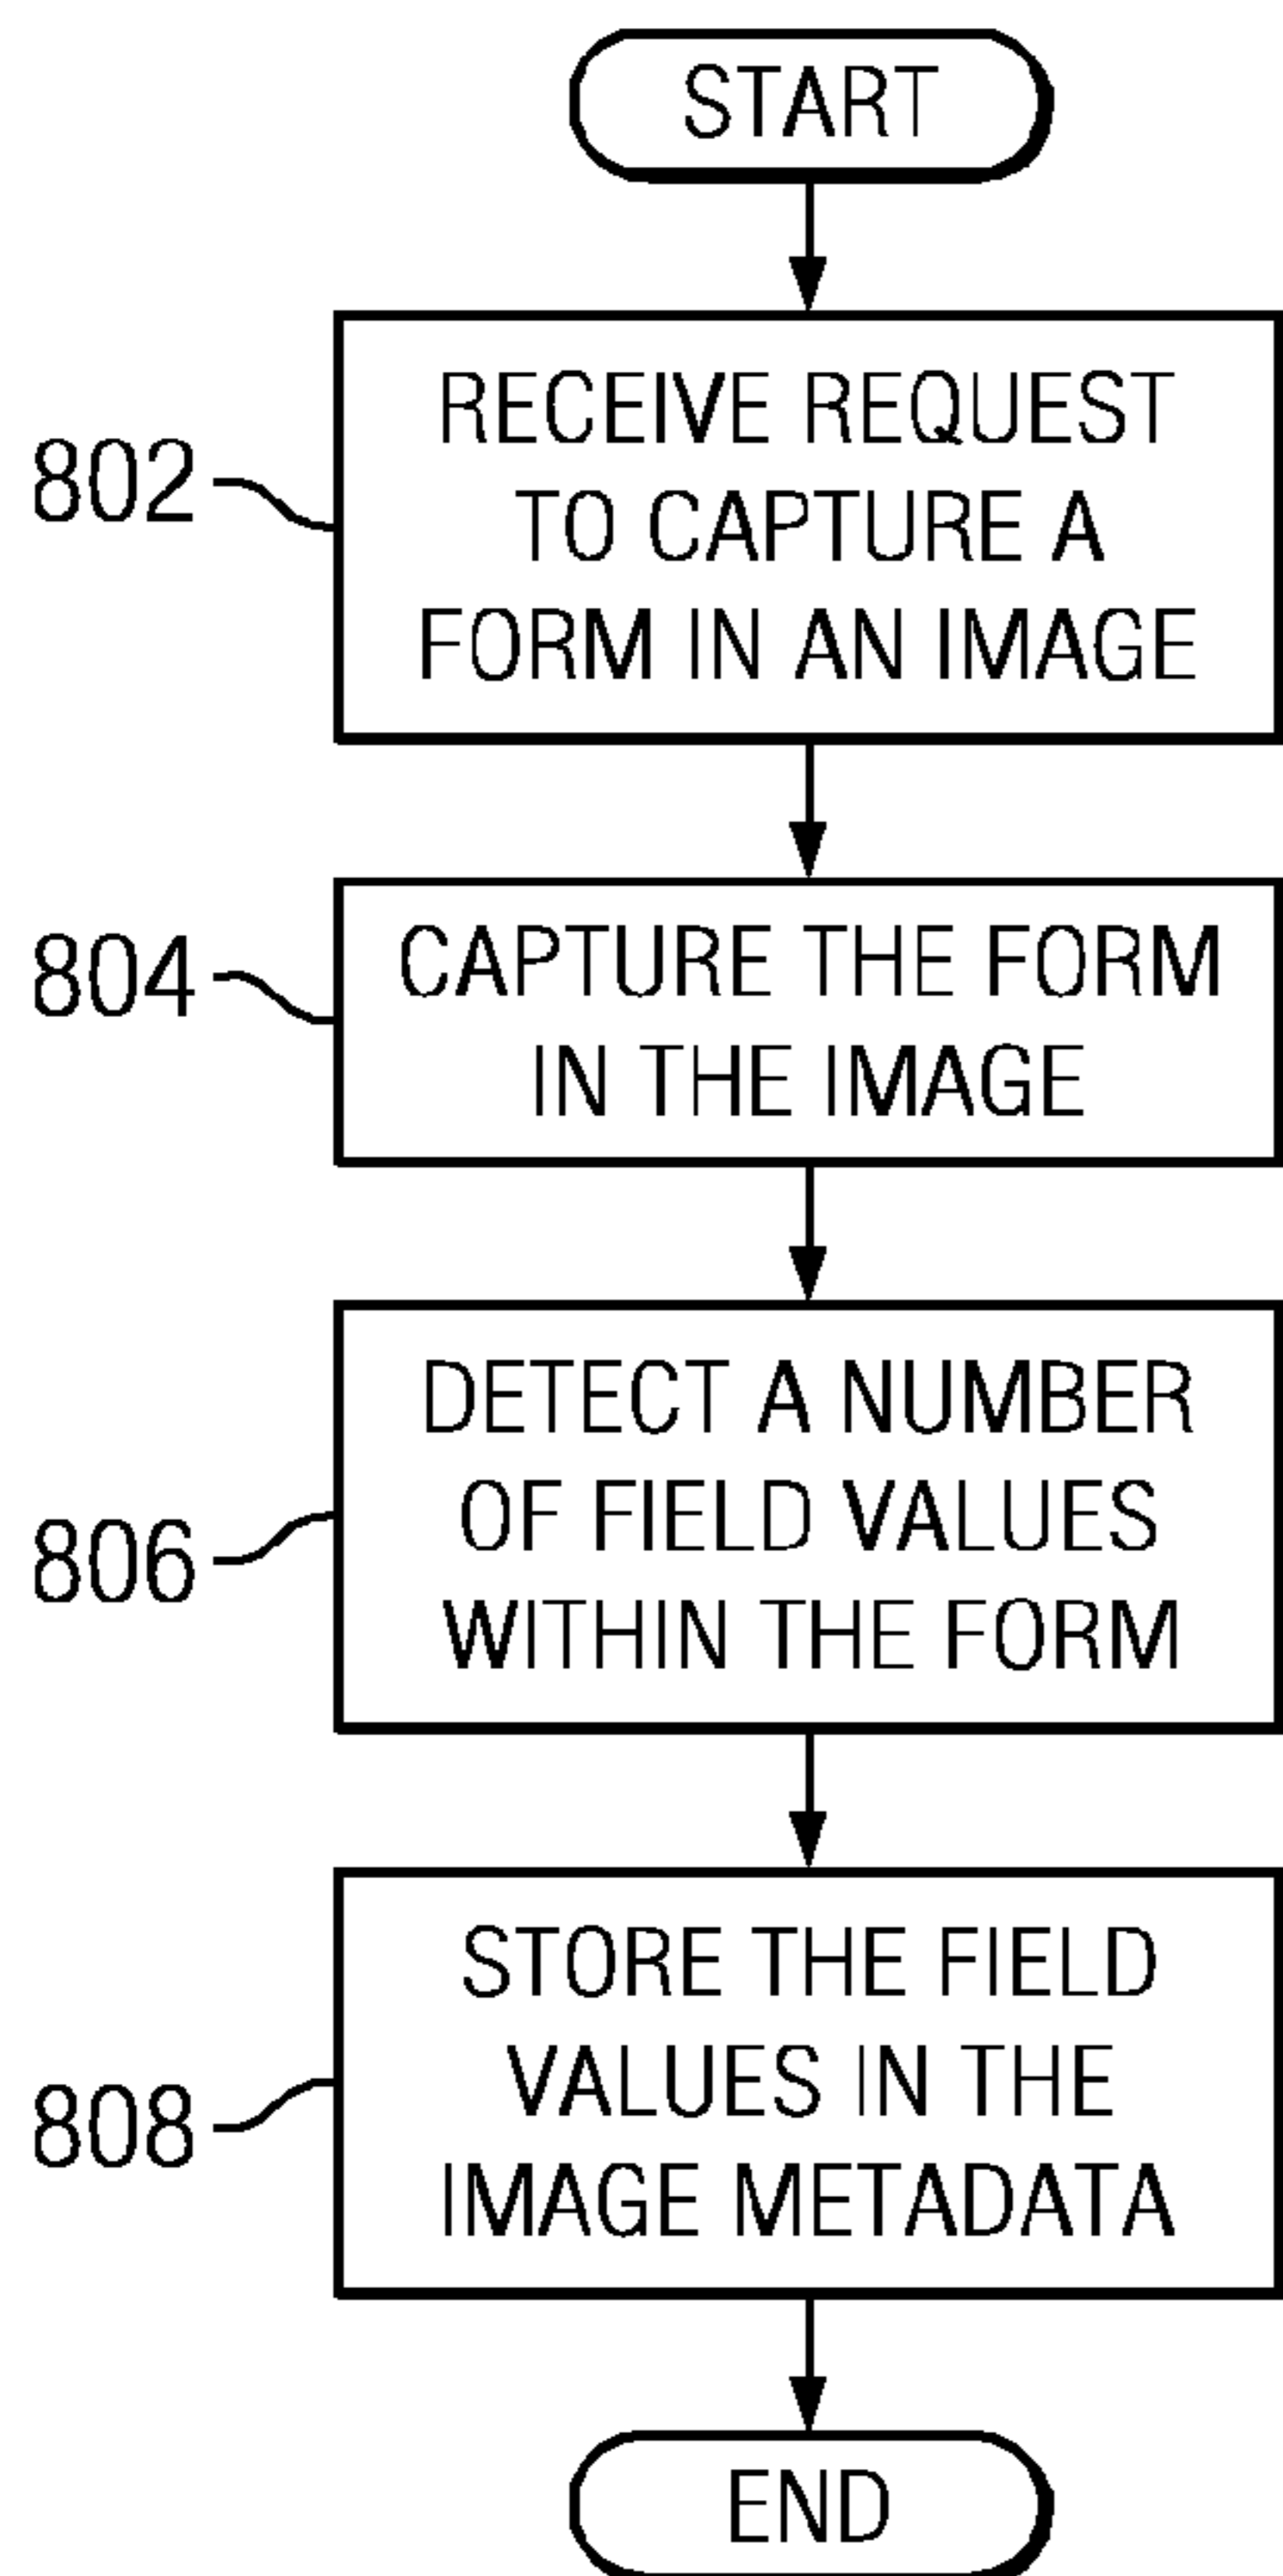 START
802
RECEIVE REQUEST
TO CAPTURE A
FORM IN AN IMAGE
804
CAPTURE THE FORM
IN THE IMAGE
806
DETECT A NUMBER
OF FIELD VALUES
WITHIN THE FORM
808
STORE THE FIELD
VALUES IN THE
IMAGE METADATA
END